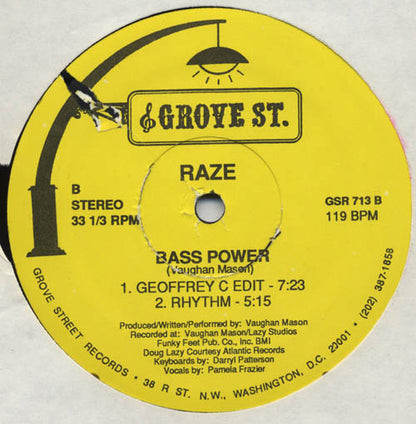 GROVE ST.
RAZE
B
STEREO
33 1/3 RPM
GSR 713 B
119 BPM
BASS POWER
(Vaughan Mason)
1. GEOFFREY C EDIT - 7:23
2. RHYTHM - 5:15
Produced/Written/Performed by: Vaughan Mason
Recorded at: Vaughan Mason/Lazy Studios
Funky Feet Pub. Co., Inc. BMI
Doug Lazy Courtesy Atlantic Records
Keyboards by: Darryl Patterson
Vocals by: Pamela Frazier
GROVE STREET RECORDS • 38 R ST. N.W., WASHINGTON, D.C. 20001 • (202) 387-1858